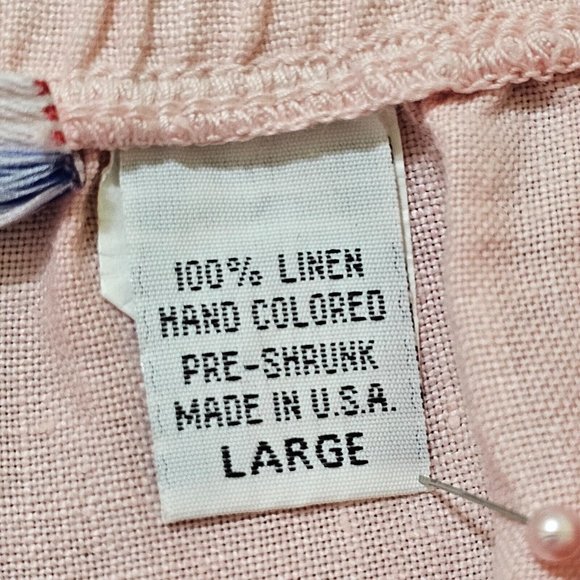 100% LINEN
HAND COLORED
PRE-SHRUNK
MADE IN U.S.A.
LARGE